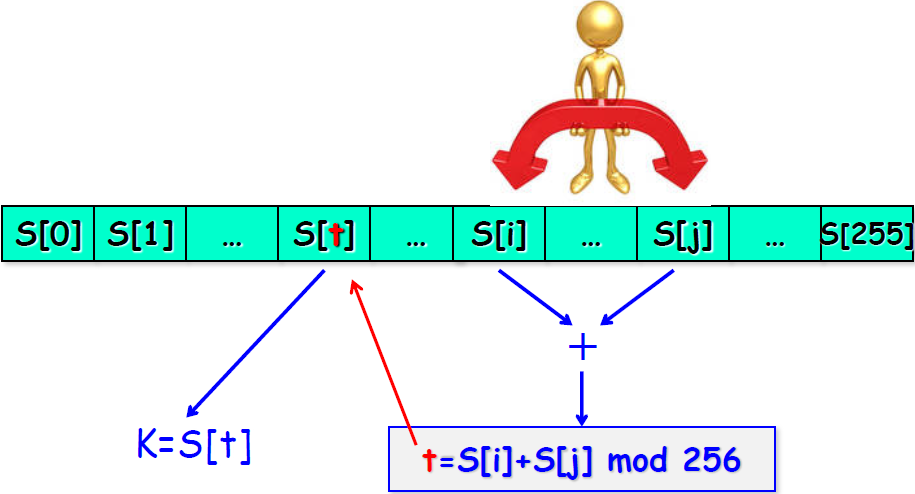 S[0] S[1] … S[t] … S[i] … S[j] … S[255]
+
K=S[t]
t=S[i]+S[j] mod 256